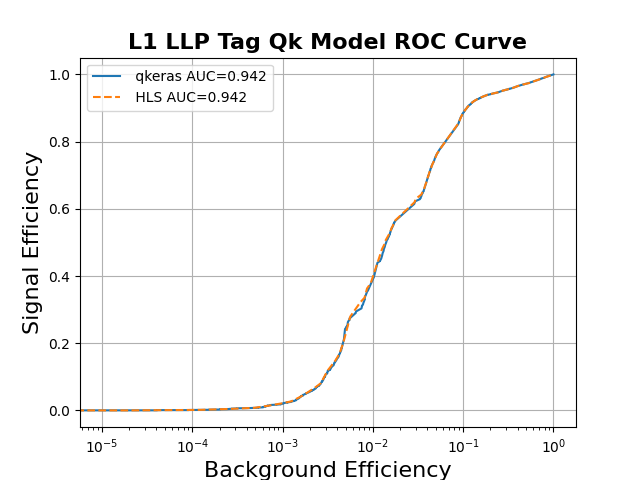 L1 LLP Tag Qk Model ROC Curve
qkeras AUC=0.942
HLS AUC=0.942
1.0
0.8
0.6
0.4
0.2
0.0
Signal Efficiency
10⁻⁵ 10⁻⁴ 10⁻³ 10⁻² 10⁻¹ 10⁰
Background Efficiency